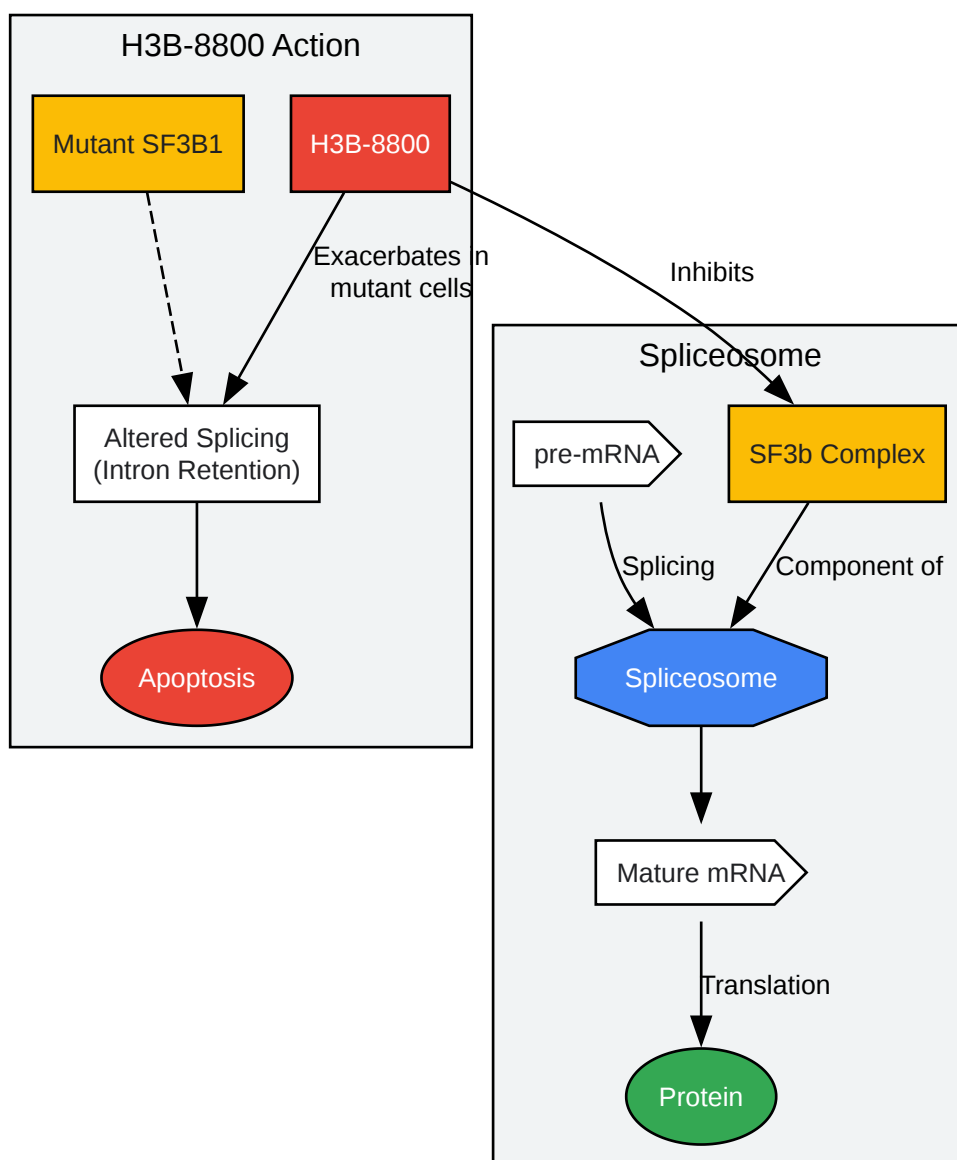 H3B-8800 Action
Mutant SF3B1
H3B-8800
Exacerbates in
mutant cells
Inhibits
Altered Splicing
(Intron Retention)
Apoptosis
Spliceosome
pre-mRNA
SF3b Complex
Splicing
Component of
Spliceosome
Mature mRNA
Translation
Protein